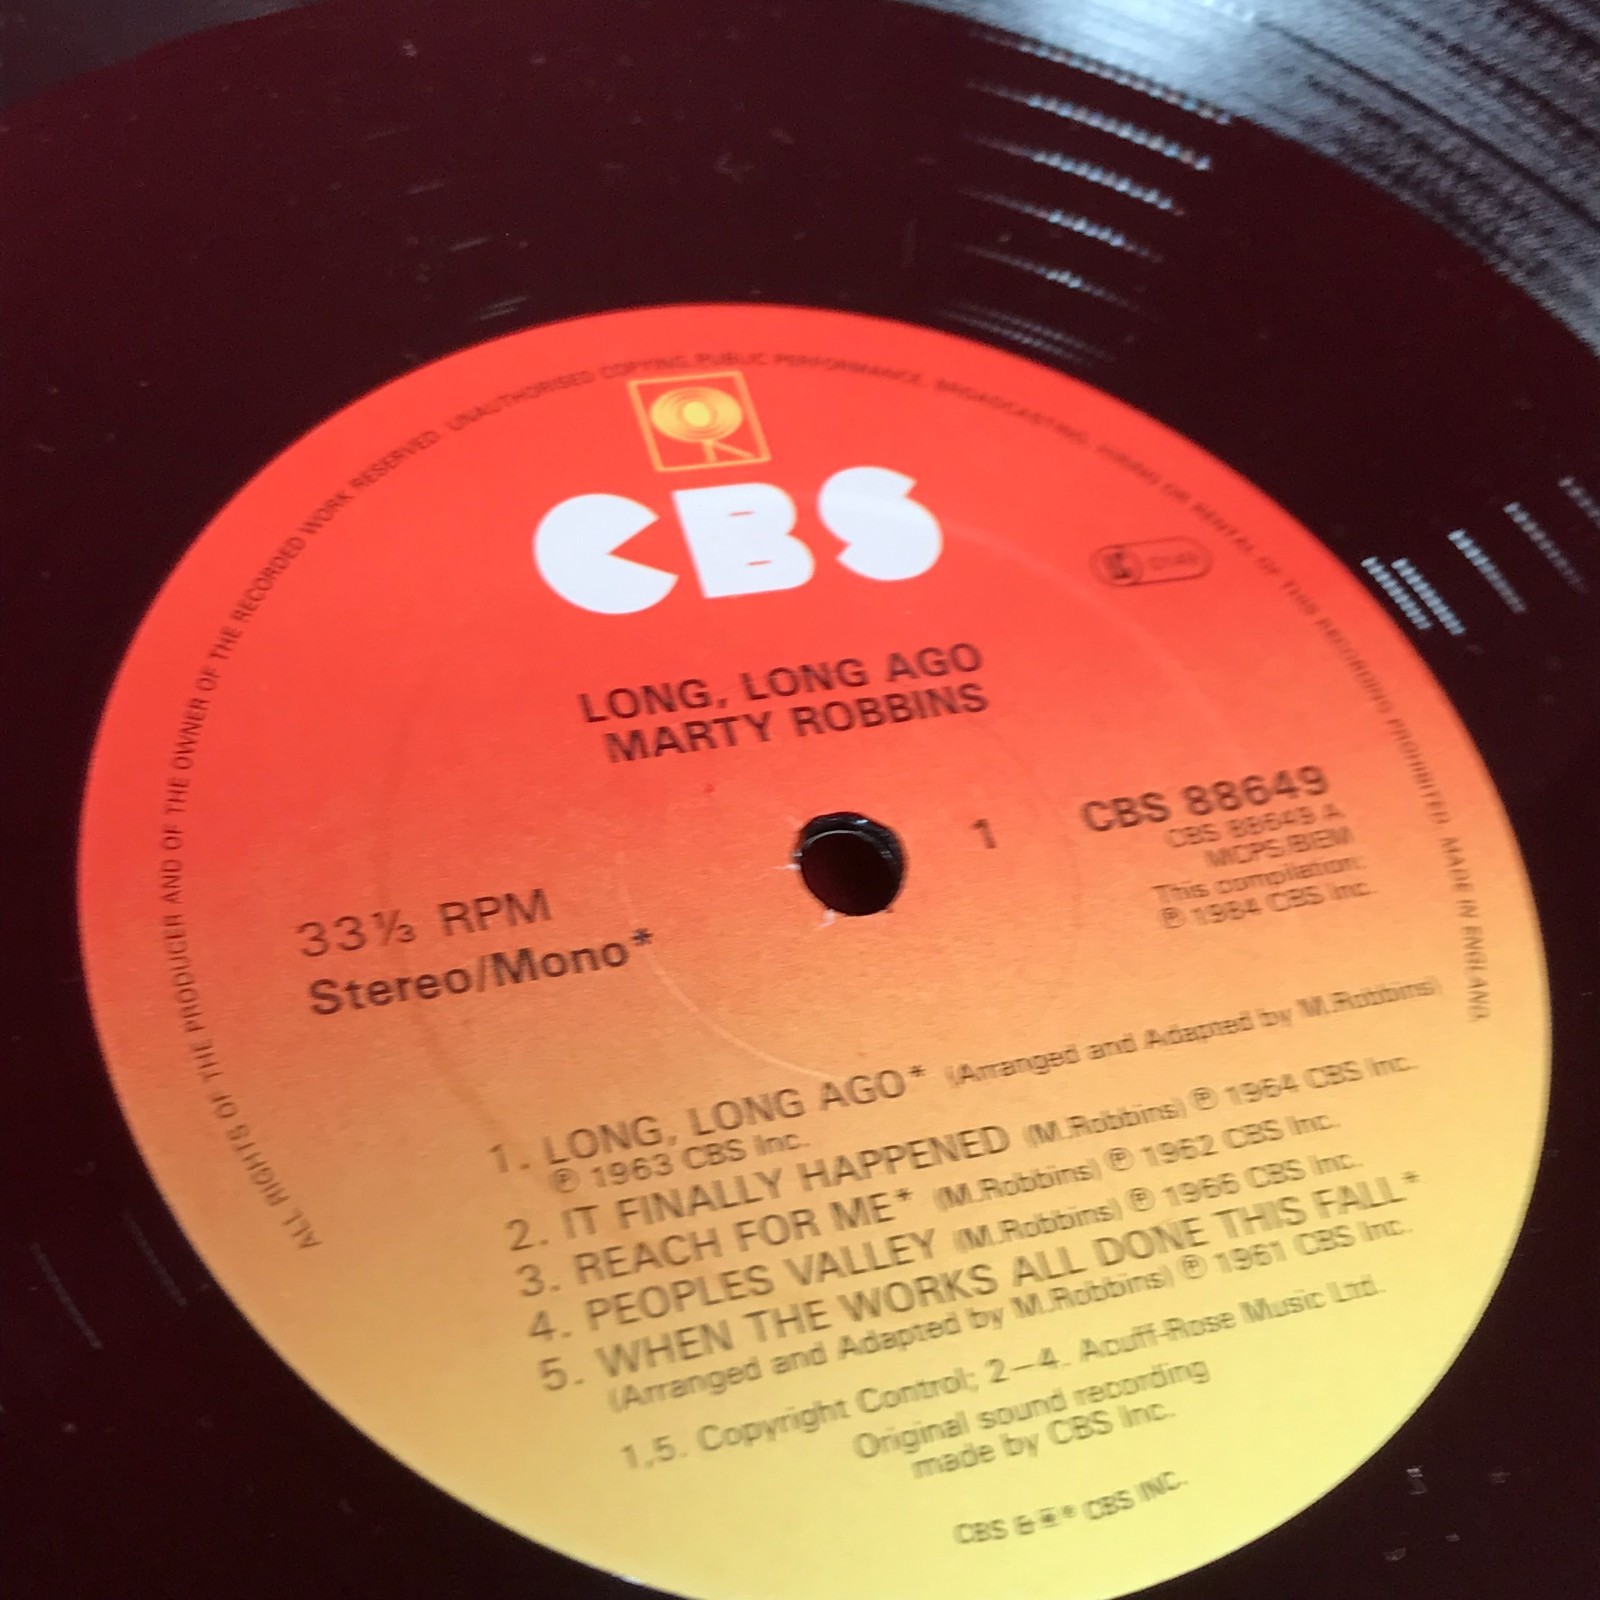 ALL RIGHTS OF THE PRODUCER AND OF THE OWNER OF THE RECORDED WORK RESERVED. UNAUTHORISED COPYING, PUBLIC PERFORMANCE, BROADCASTING, HIRING OR RENTAL OF THIS RECORDING PROHIBITED. MADE IN ENGLAND.
CBS
LONG, LONG AGO
MARTY ROBBINS
1
CBS 88649
CBS 88649 A
MCPS/BIEM
This compilation:
℗ 1984 CBS Inc.
33⅓ RPM
Stereo/Mono*
1. LONG, LONG AGO* (Arranged and Adapted by M.Robbins)
℗ 1963 CBS Inc.
2. IT FINALLY HAPPENED (M.Robbins) ℗ 1964 CBS Inc.
3. REACH FOR ME* (M.Robbins) ℗ 1962 CBS Inc.
4. PEOPLES VALLEY (M.Robbins) ℗ 1966 CBS Inc.
5. WHEN THE WORKS ALL DONE THIS FALL*
(Arranged and Adapted by M.Robbins) ℗ 1961 CBS Inc.
1,5. Copyright Control; 2–4. Acuff-Rose Music Ltd.
Original sound recording
made by CBS Inc.
CBS & ® CBS INC.